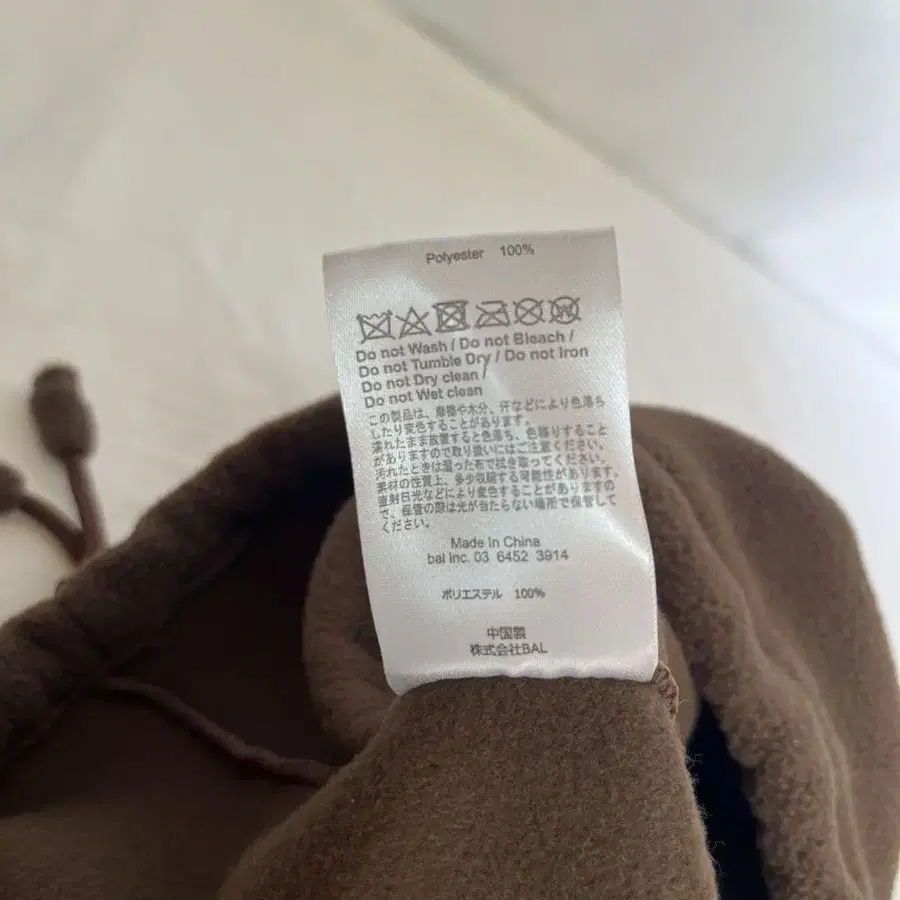 Polyester 100%
Do not Wash / Do not Bleach /
Do not Tumble Dry / Do not Iron
Do not Dry clean /
Do not Wet clean
この製品は、摩擦や水分、汗などにより色落ち
したり変色することがあります。
濡れたまま放置すると色落ち、色移りすること
がありますので取り扱いにはご注意ください。
汚れたときは湿った布で拭き取ってください。
素材の性質上、多少収縮する可能性があります。
直射日光などにより変色することがありますの
で、保管の際は光が当たらない場所で保管して
ください。
Made In China
bal Inc. 03 6452 3914
ポリエステル 100%
中国製
株式会社BAL